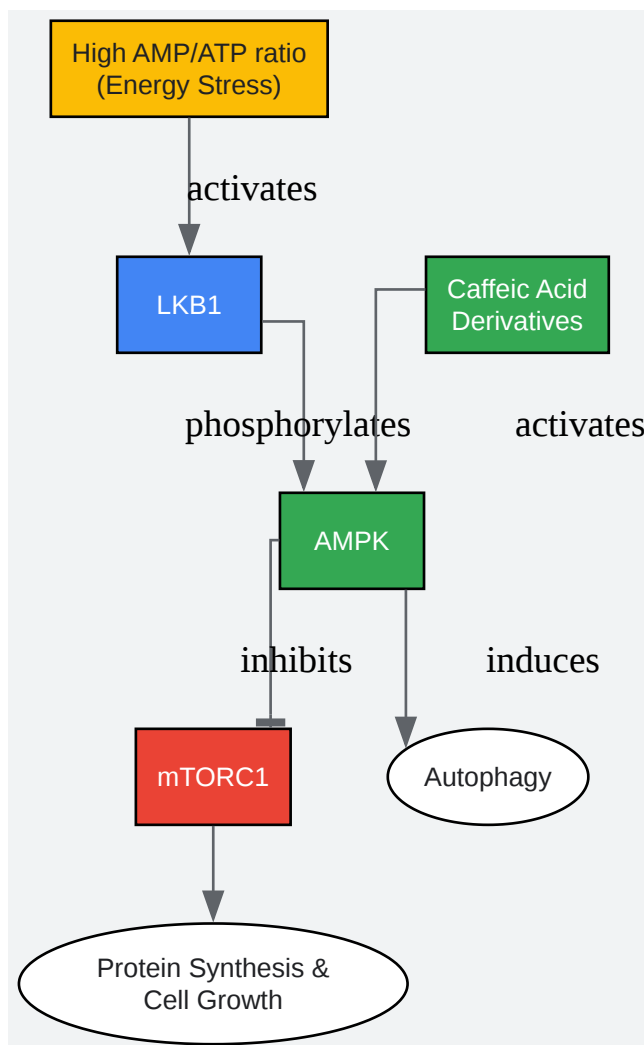 High AMP/ATP ratio
(Energy Stress)
activates
LKB1
Caffeic Acid
Derivatives
phosphorylates
activates
AMPK
inhibits
induces
mTORC1
Autophagy
Protein Synthesis &
Cell Growth